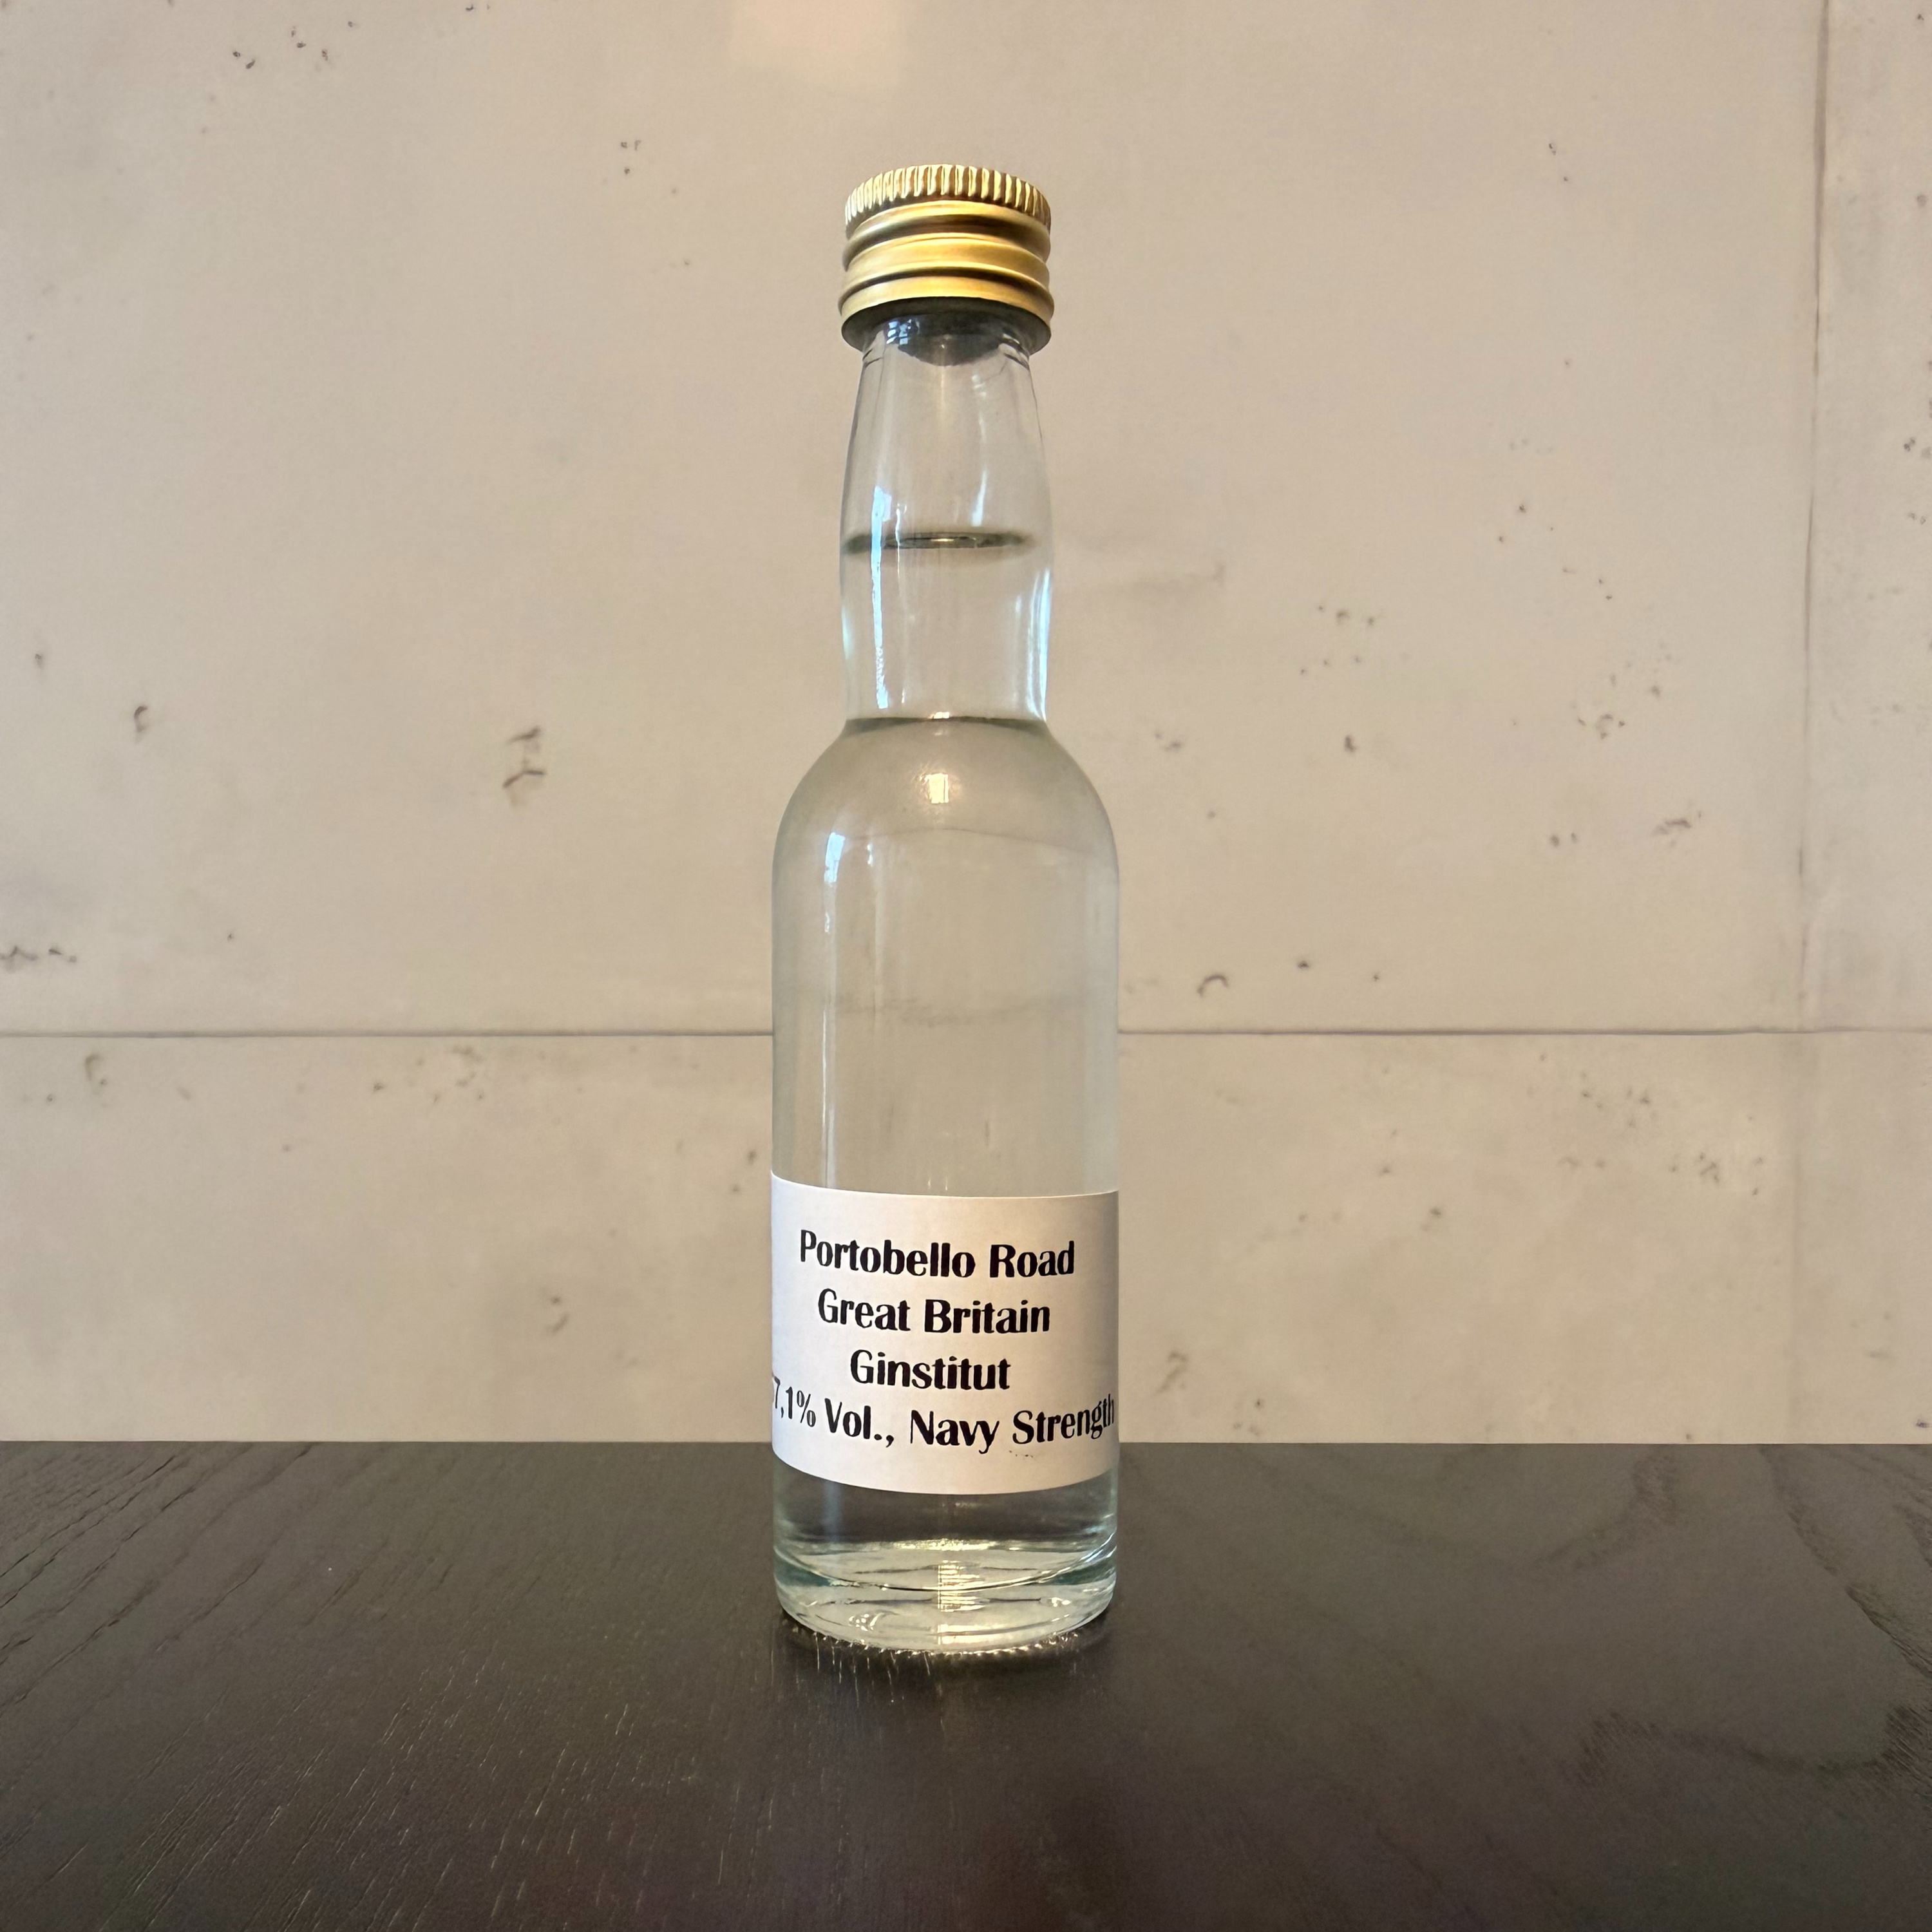 Portobello Road
Great Britain
Ginstitut
7,1% Vol., Navy Strength